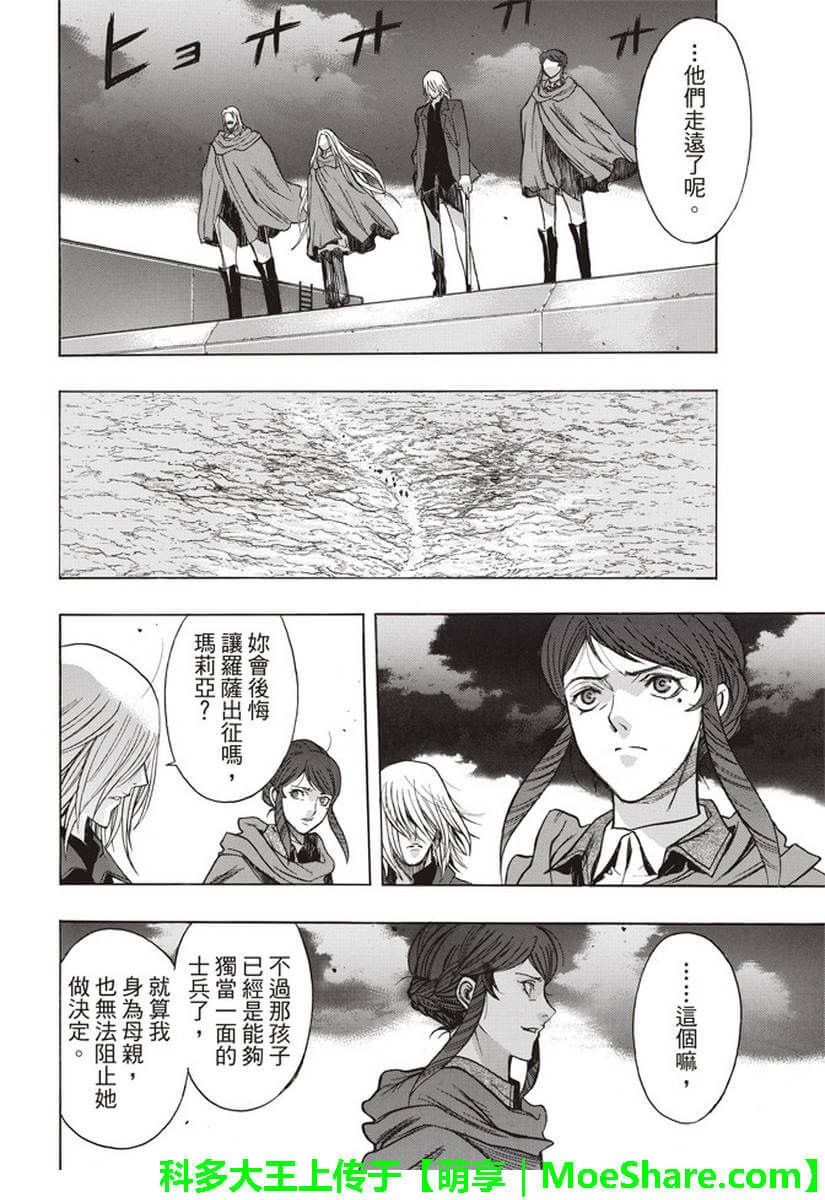 ヒョオオオオ
…他們走遠了呢。
妳會後悔
讓羅薩出征嗎，
瑪莉亞？
……這個嘛，
不過那孩子
已經是能夠
獨當一面的
士兵了，
就算我
身為母親，
也無法阻止她
做決定。
科多大王上传于【萌享/MoeShare.com】